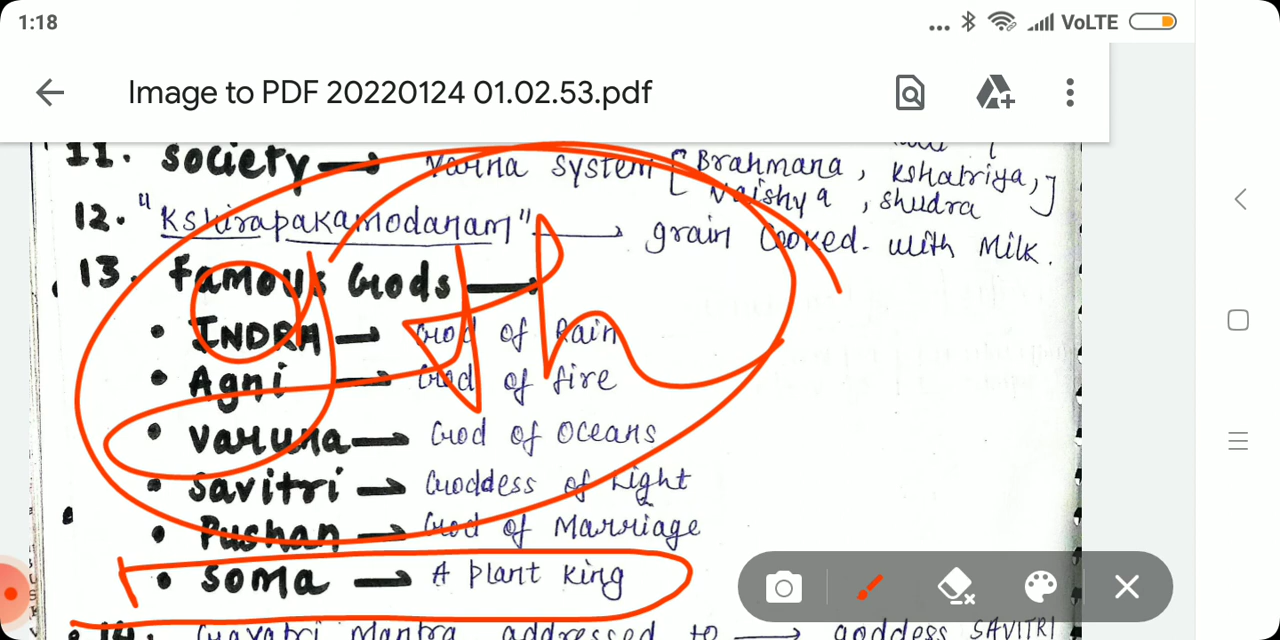 1:18
... VoLTE
Image to PDF 20220124 01.02.53.pdf
11. society → Varna system [Brahmana, Kshatriya,]
Vaishya, shudra
12. "Kshirapakamodanam" → grain Cooked- with Milk.
13. famous Gods →
• INDRA → God of Rain
• Agni → God of fire
• Varuna → God of Oceans
• Savitri → Goddess of Light
• Pushan → God of Marriage
• SOMA → A plant King
14. Gayatri Mantra addressed to → goddess SAVITRI